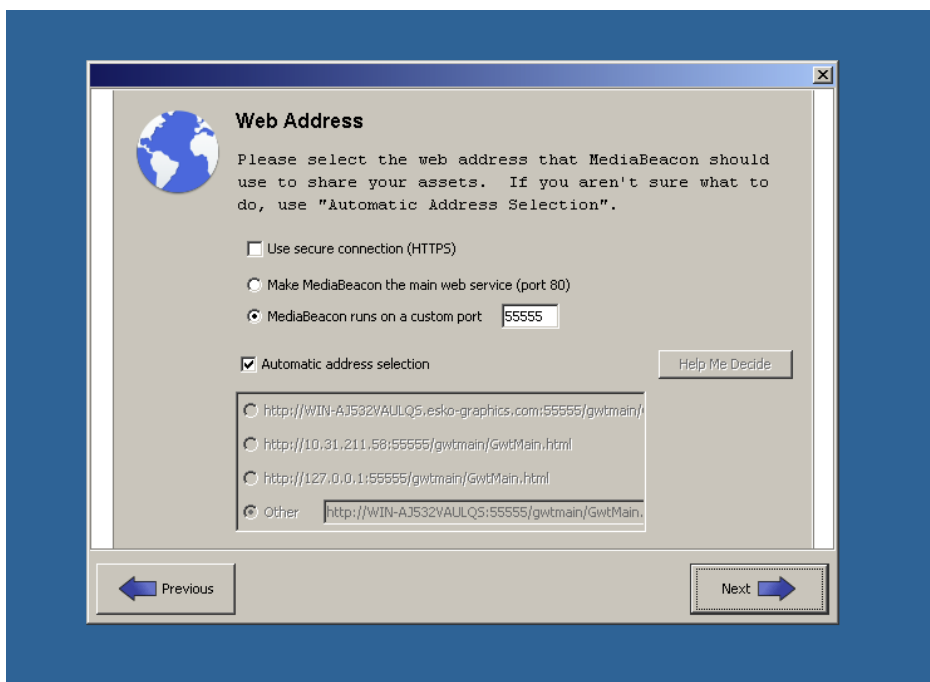 Web Address
Please select the web address that MediaBeacon should
use to share your assets.  If you aren't sure what to
do, use "Automatic Address Selection".
Use secure connection (HTTPS)
Make MediaBeacon the main web service (port 80)
MediaBeacon runs on a custom port 55555
Automatic address selection
Help Me Decide
http://WIN-AJ532VAULQS.esko-graphics.com:55555/gwtmain/
http://10.31.211.58:55555/gwtmain/GwtMain.html
http://127.0.0.1:55555/gwtmain/GwtMain.html
Other http://WIN-AJ532VAULQS:55555/gwtmain/GwtMain.
Previous
Next